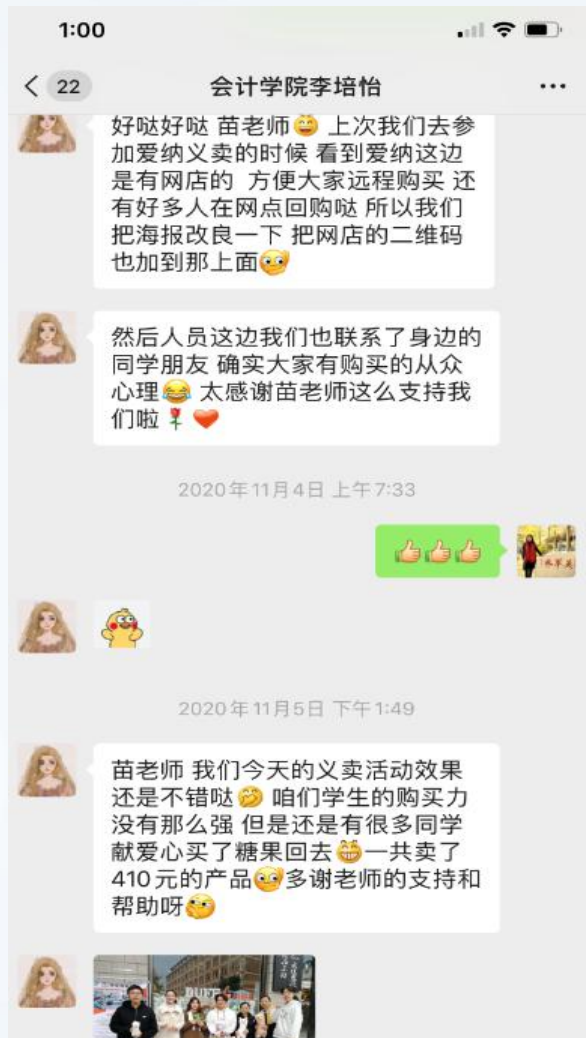 1:00
22
会计学院李培怡
好哒好哒 苗老师 上次我们去参
加爱纳义卖的时候 看到爱纳这边
是有网店的 方便大家远程购买 还
有好多人在网点回购哒 所以我们
把海报改良一下 把网店的二维码
也加到那上面
然后人员这边我们也联系了身边的
同学朋友 确实大家有购买的从众
心理😂 太感谢苗老师这么支持我
们啦🌹❤️
2020年11月4日 上午7:33
👍👍👍
2020年11月5日 下午1:49
苗老师 我们今天的义卖活动效果
还是不错哒 咱们学生的购买力
没有那么强 但是还是有很多同学
献爱心买了糖果回去 一共卖了
410元的产品 多谢老师的支持和
帮助呀
DUFE